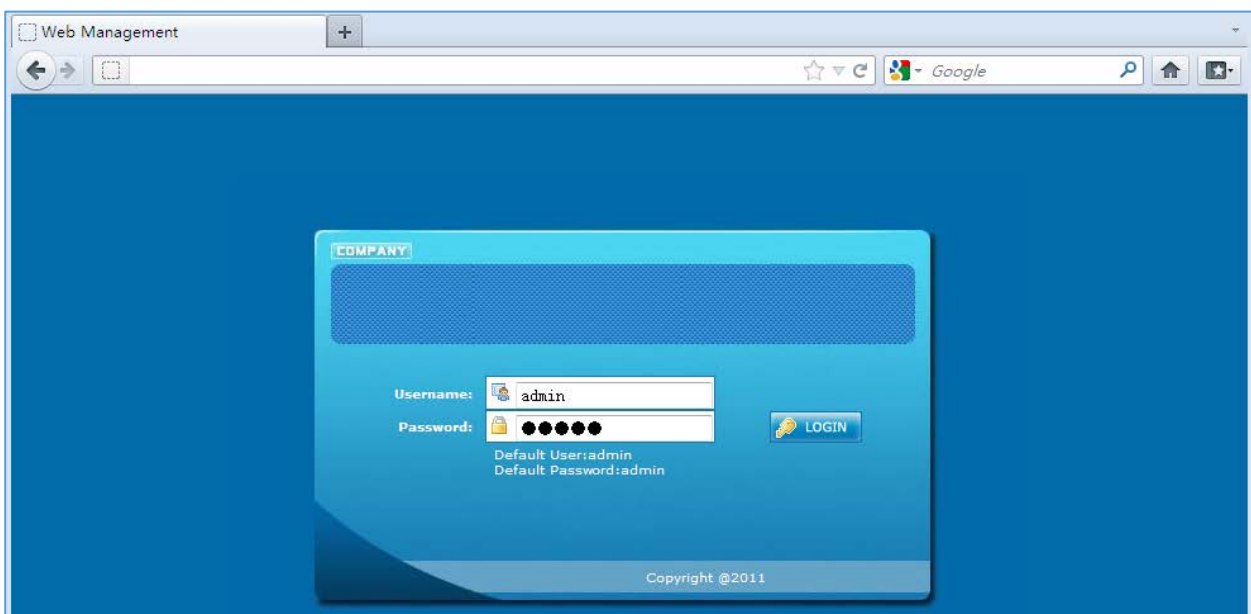 Web Management
Google
COMPANY
Username: admin
Password: ●●●●●
LOGIN
Default User:admin
Default Password:admin
Copyright @2011